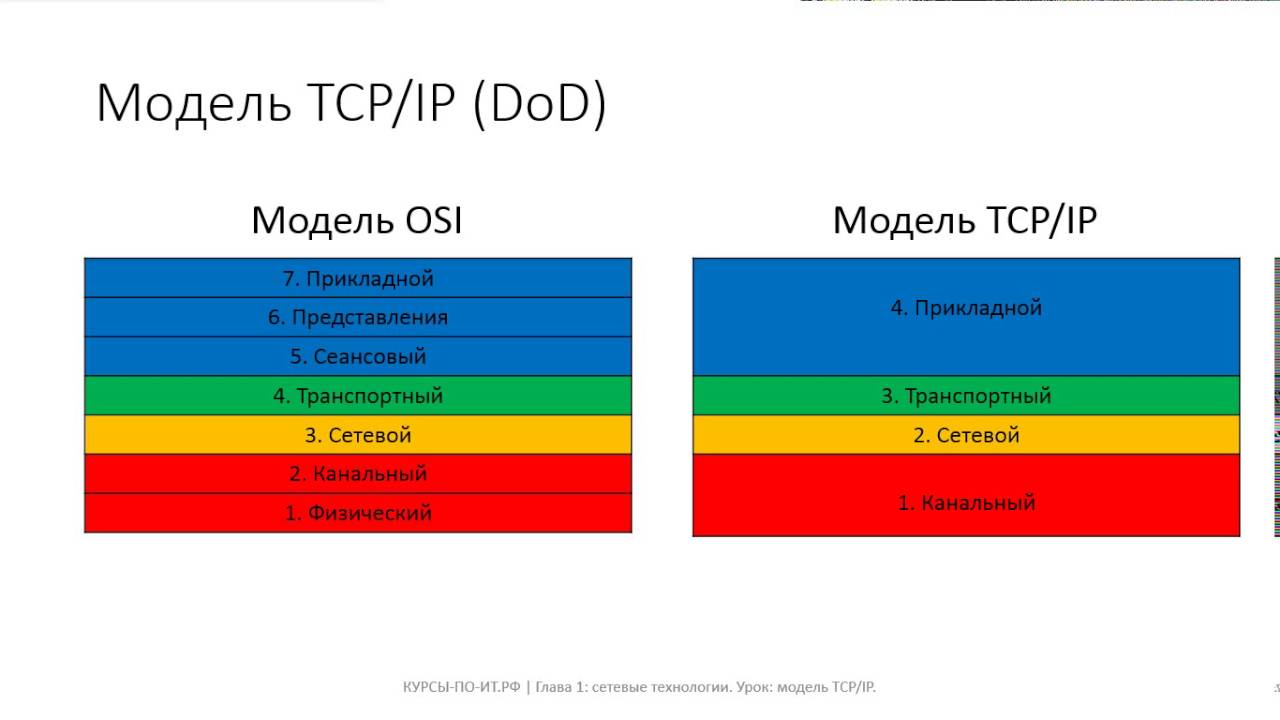 Модель TCP/IP (DoD)
Модель OSI
7. Прикладной
6. Представления
5. Сеансовый
4. Транспортный
3. Сетевой
2. Канальный
1. Физический
Модель TCP/IP
4. Прикладной
3. Транспортный
2. Сетевой
1. Канальный
КУРСЫ-ПО-ИТ.РФ | Глава 1: сетевые технологии. Урок: модель TCP/IP.